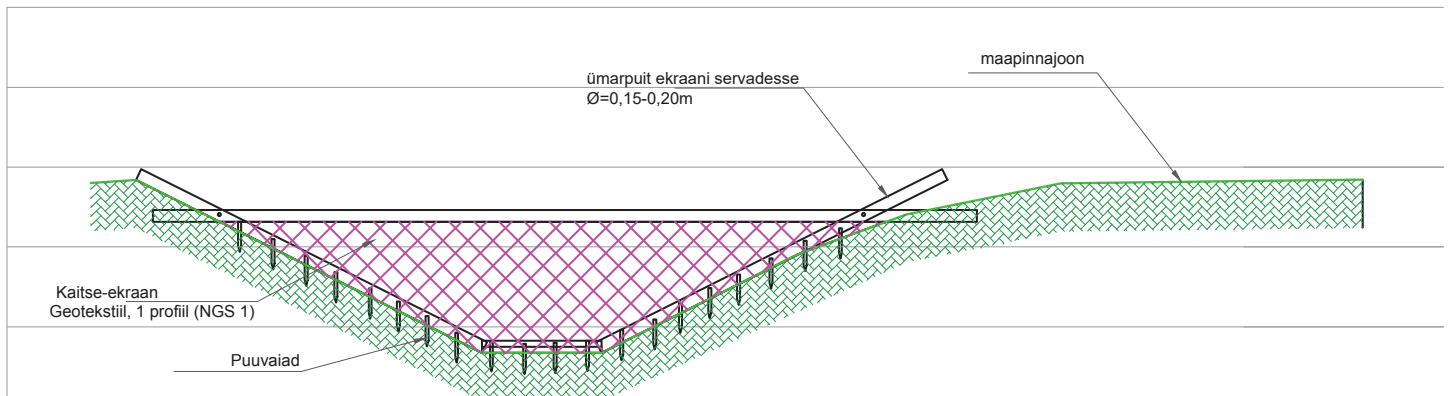 maapinnajoon
ümarpuit ekraani servadesse
Ø=0,15-0,20m
Kaitse-ekraan
Geotekstiil, 1 profiil (NGS 1)
Puuvaiad